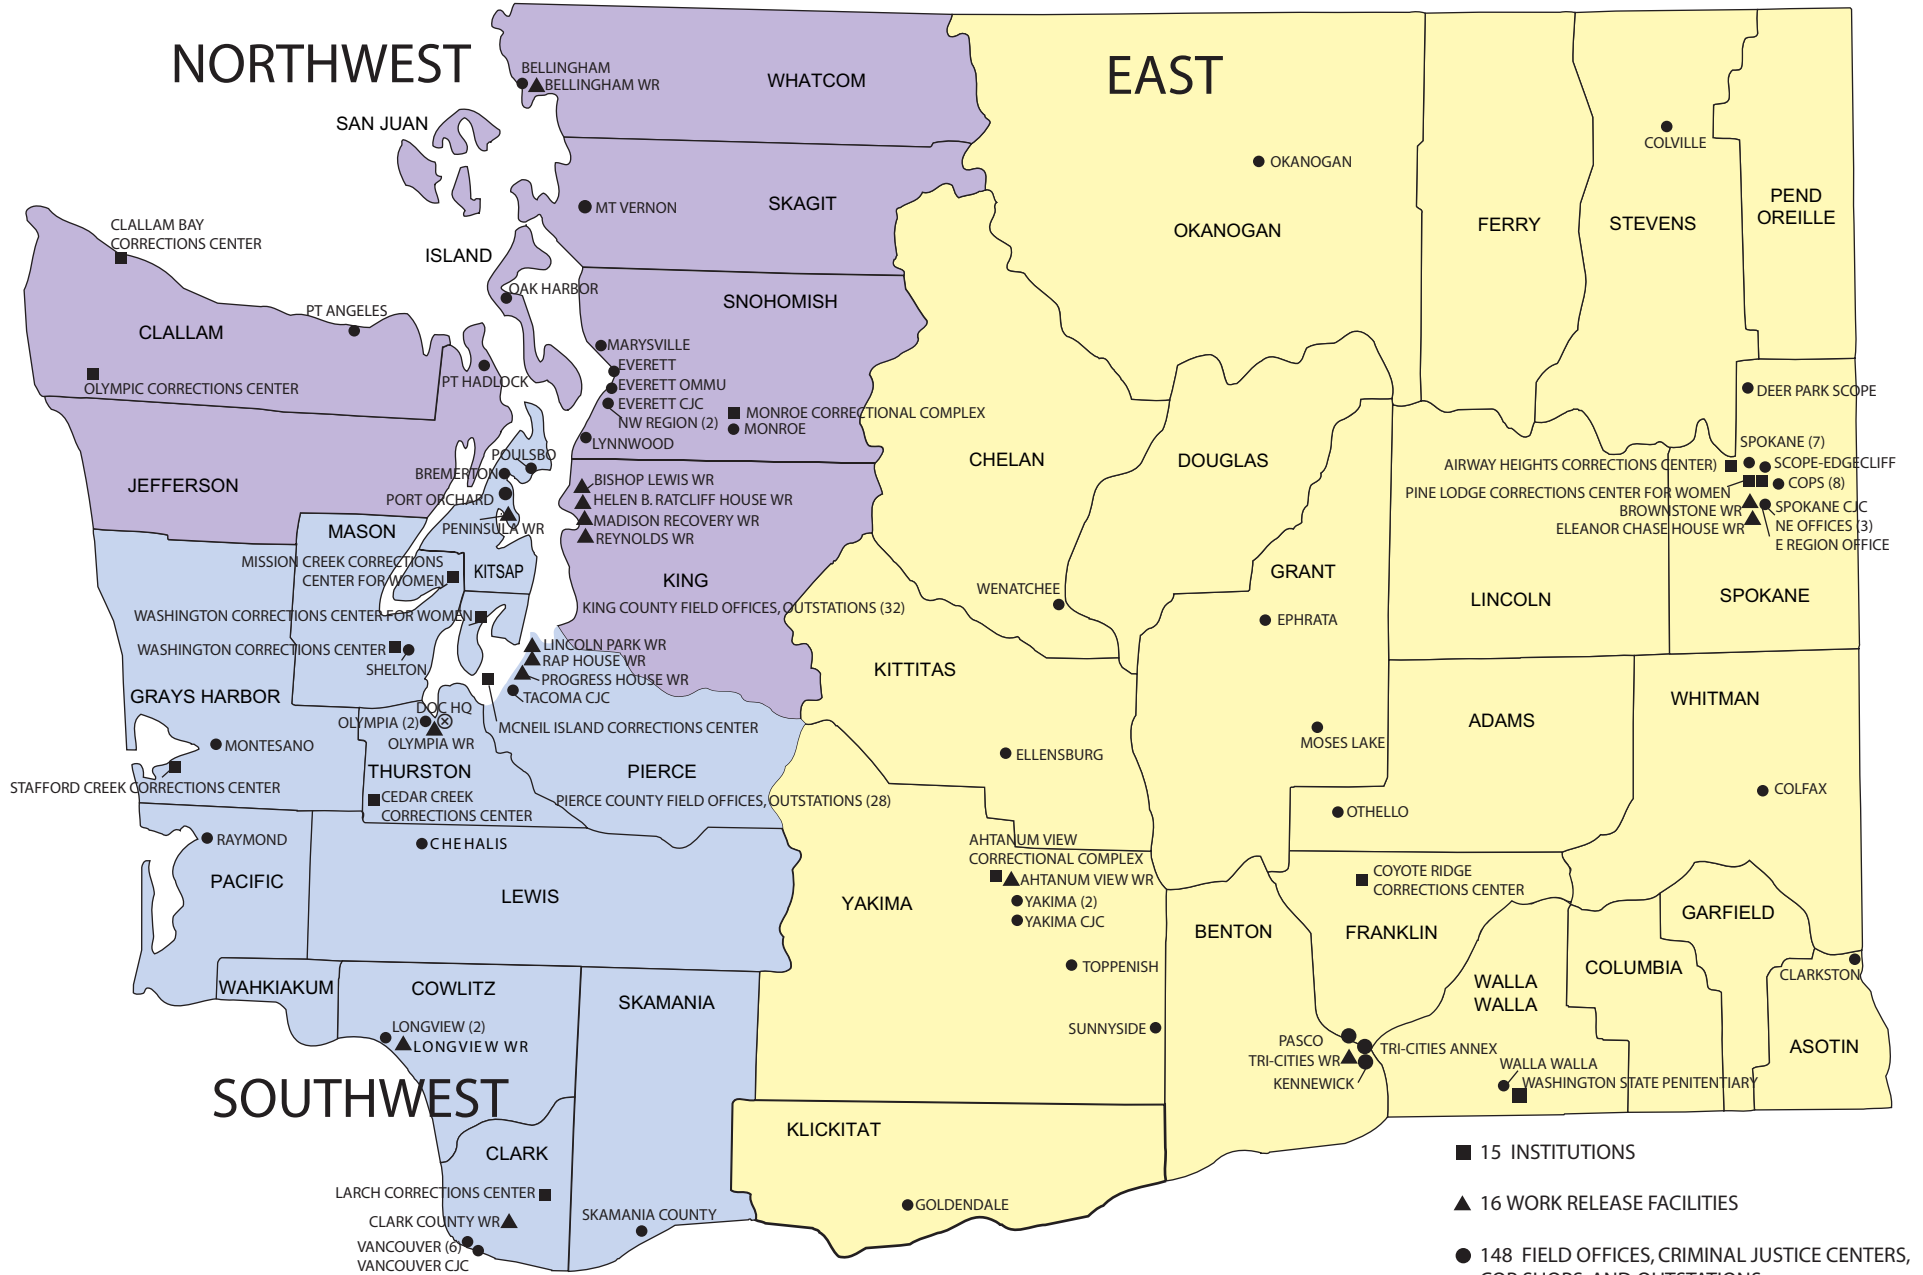 NORTHWEST
EAST
SOUTHWEST
BELLINGHAM
BELLINGHAM WR
WHATCOM
SAN JUAN
SKAGIT
MT VERNON
ISLAND
OAK HARBOR
CLALLAM BAY
CORRECTIONS CENTER
PT ANGELES
CLALLAM
OLYMPIC CORRECTIONS CENTER
PT HADLOCK
JEFFERSON
SNOHOMISH
MARYSVILLE
EVERETT
EVERETT OMMU
EVERETT CJC
NW REGION (2)
LYNNWOOD
MONROE CORRECTIONAL COMPLEX
MONROE
POULSBO
BREMERTON
PORT ORCHARD
PENINSULA WR
BISHOP LEWIS WR
HELEN B. RATCLIFF HOUSE WR
MADISON RECOVERY WR
REYNOLDS WR
KING
KING COUNTY FIELD OFFICES, OUTSTATIONS (32)
MASON
MISSION CREEK CORRECTIONS
CENTER FOR WOMEN
KITSAP
WASHINGTON CORRECTIONS CENTER FOR WOMEN
WASHINGTON CORRECTIONS CENTER
SHELTON
LINCOLN PARK WR
RAP HOUSE WR
PROGRESS HOUSE WR
TACOMA CJC
MCNEIL ISLAND CORRECTIONS CENTER
GRAYS HARBOR
MONTESANO
STAFFORD CREEK CORRECTIONS CENTER
DOC HQ
OLYMPIA (2)
OLYMPIA WR
THURSTON
CEDAR CREEK
CORRECTIONS CENTER
PIERCE
PIERCE COUNTY FIELD OFFICES, OUTSTATIONS (28)
RAYMOND
PACIFIC
CHEHALIS
LEWIS
WAHKIAKUM
COWLITZ
LONGVIEW (2)
LONGVIEW WR
SKAMANIA
CLARK
LARCH CORRECTIONS CENTER
CLARK COUNTY WR
VANCOUVER (6)
VANCOUVER CJC
SKAMANIA COUNTY
OKANOGAN
OKANOGAN
FERRY
COLVILLE
STEVENS
PEND
OREILLE
CHELAN
WENATCHEE
DOUGLAS
GRANT
EPHRATA
MOSES LAKE
LINCOLN
DEER PARK SCOPE
SPOKANE (7)
SCOPE-EDGECLIFF
AIRWAY HEIGHTS CORRECTIONS CENTER)
COPS (8)
PINE LODGE CORRECTIONS CENTER FOR WOMEN
BROWNSTONE WR
SPOKANE CJC
ELEANOR CHASE HOUSE WR
NE OFFICES (3)
E REGION OFFICE
SPOKANE
KITTITAS
ELLENSBURG
ADAMS
OTHELLO
WHITMAN
COLFAX
AHTANUM VIEW
CORRECTIONAL COMPLEX
AHTANUM VIEW WR
YAKIMA (2)
YAKIMA CJC
YAKIMA
TOPPENISH
SUNNYSIDE
BENTON
COYOTE RIDGE
CORRECTIONS CENTER
FRANKLIN
PASCO
TRI-CITIES WR
TRI-CITIES ANNEX
KENNEWICK
WALLA
WALLA
WALLA WALLA
WASHINGTON STATE PENITENTIARY
COLUMBIA
GARFIELD
CLARKSTON
ASOTIN
KLICKITAT
GOLDENDALE
15 INSTITUTIONS
16 WORK RELEASE FACILITIES
148 FIELD OFFICES, CRIMINAL JUSTICE CENTERS,
COP SHOPS, AND OUTSTATIONS